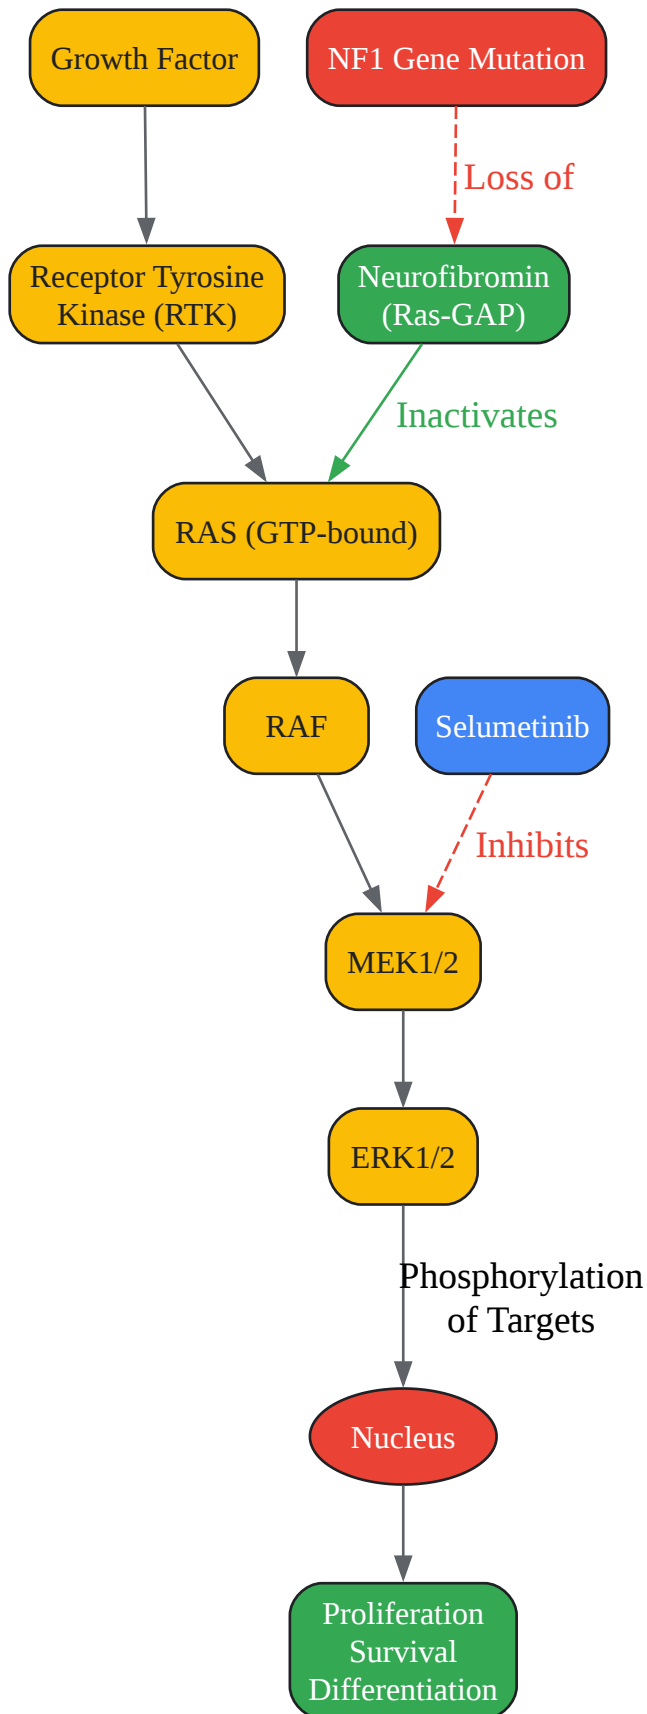 Growth Factor
NF1 Gene Mutation
Loss of
Receptor Tyrosine
Kinase (RTK)
Neurofibromin
(Ras-GAP)
Inactivates
RAS (GTP-bound)
RAF
Selumetinib
Inhibits
MEK1/2
ERK1/2
Phosphorylation
of Targets
Nucleus
Proliferation
Survival
Differentiation